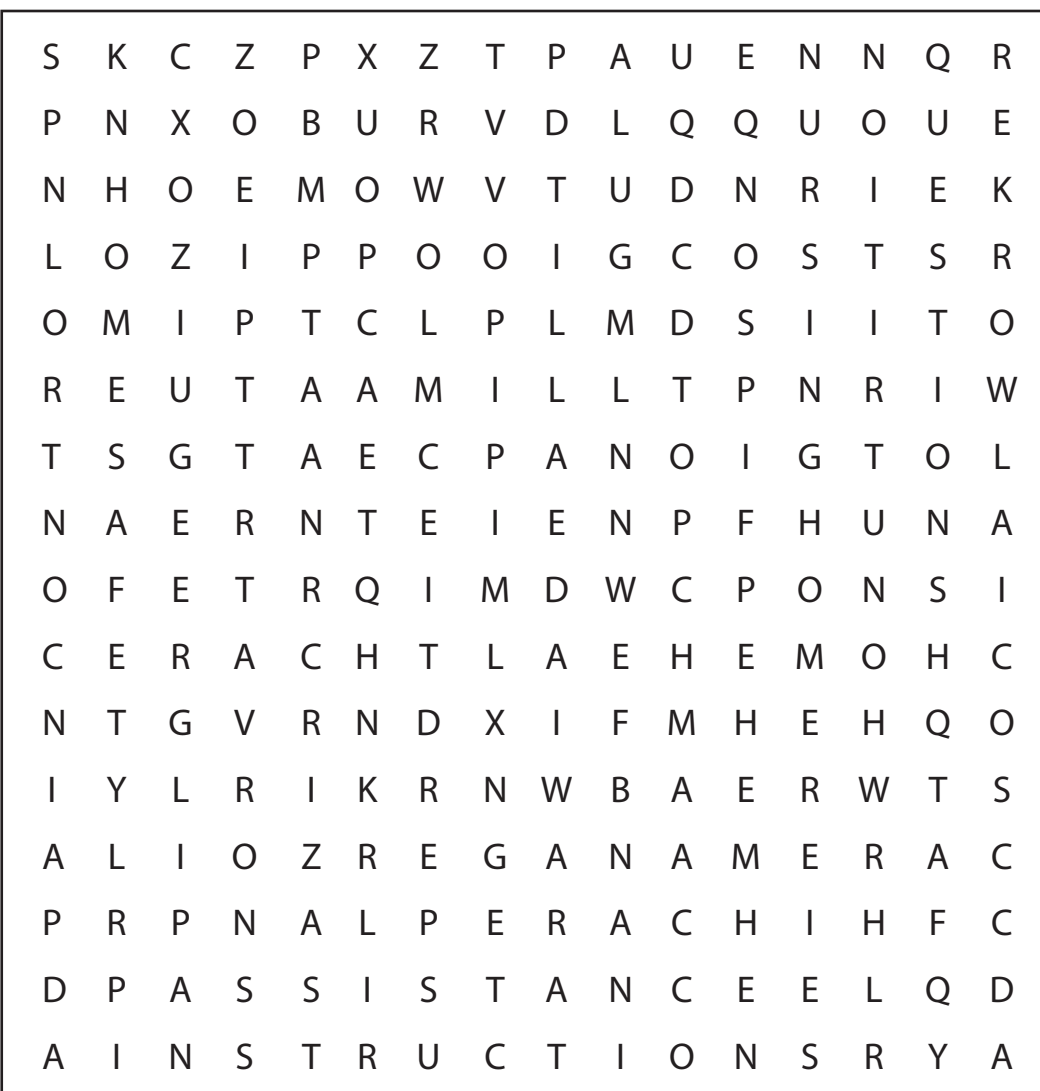 S K C Z P X Z T P A U E N N Q R
P N X O B U R V D L Q Q U O U E
N H O E M O W V T U D N R I E K
L O Z I P P O O I G C O S T S R
O M I P T C L P L M D S I I T O
R E U T A A M I L L T P N R I W
T S G T A E C P A N O I G T O L
N A E R N T E I E N P F H U N A
O F E T R Q I M D W C P O N S I
C E R A C H T L A E H E M O H C
N T G V R N D X I F M H E H Q O
I Y L R I K R N W B A E R W T S
A L I O Z R E G A N A M E R A C
P R P N A L P E R A C H I H F C
D P A S S I S T A N C E E L Q D
A I N S T R U C T I O N S R Y A